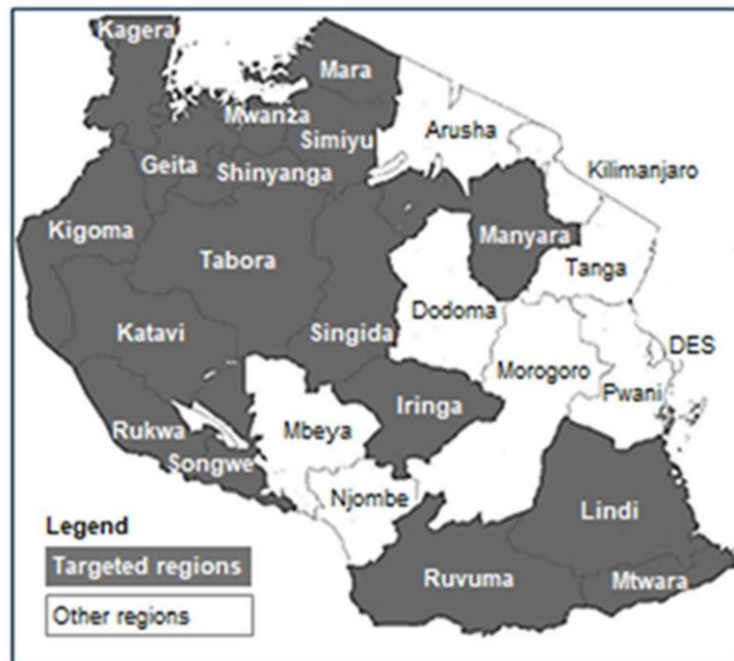 Kagera
Mara
Mwanza
Arusha
Simiyu
Geita
Shinyanga
Kilimanjaro
Kigoma
Manyara
Tabora
Tanga
Dodoma
Katavi
Singida
DES
Morogoro
Pwani
Iringa
Rukwa
Mbeya
Songwe
Njombe
Lindi
Legend
Targeted regions
Ruvuma
Mtwara
Other regions